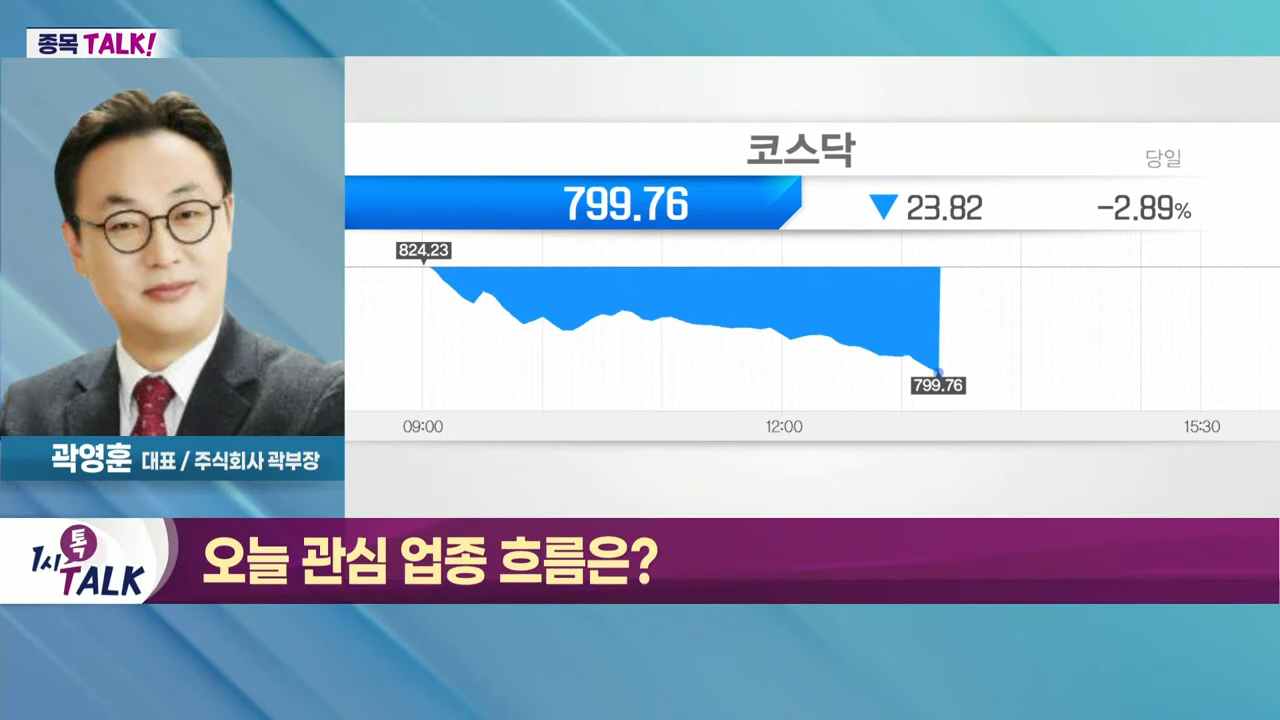 종목 TALK!
코스닥
당일
799.76
▼ 23.82
-2.89%
824.23
799.76
09:00
12:00
15:30
곽영훈 대표 / 주식회사 곽부장
1시 톡 TALK
오늘 관심 업종 흐름은?